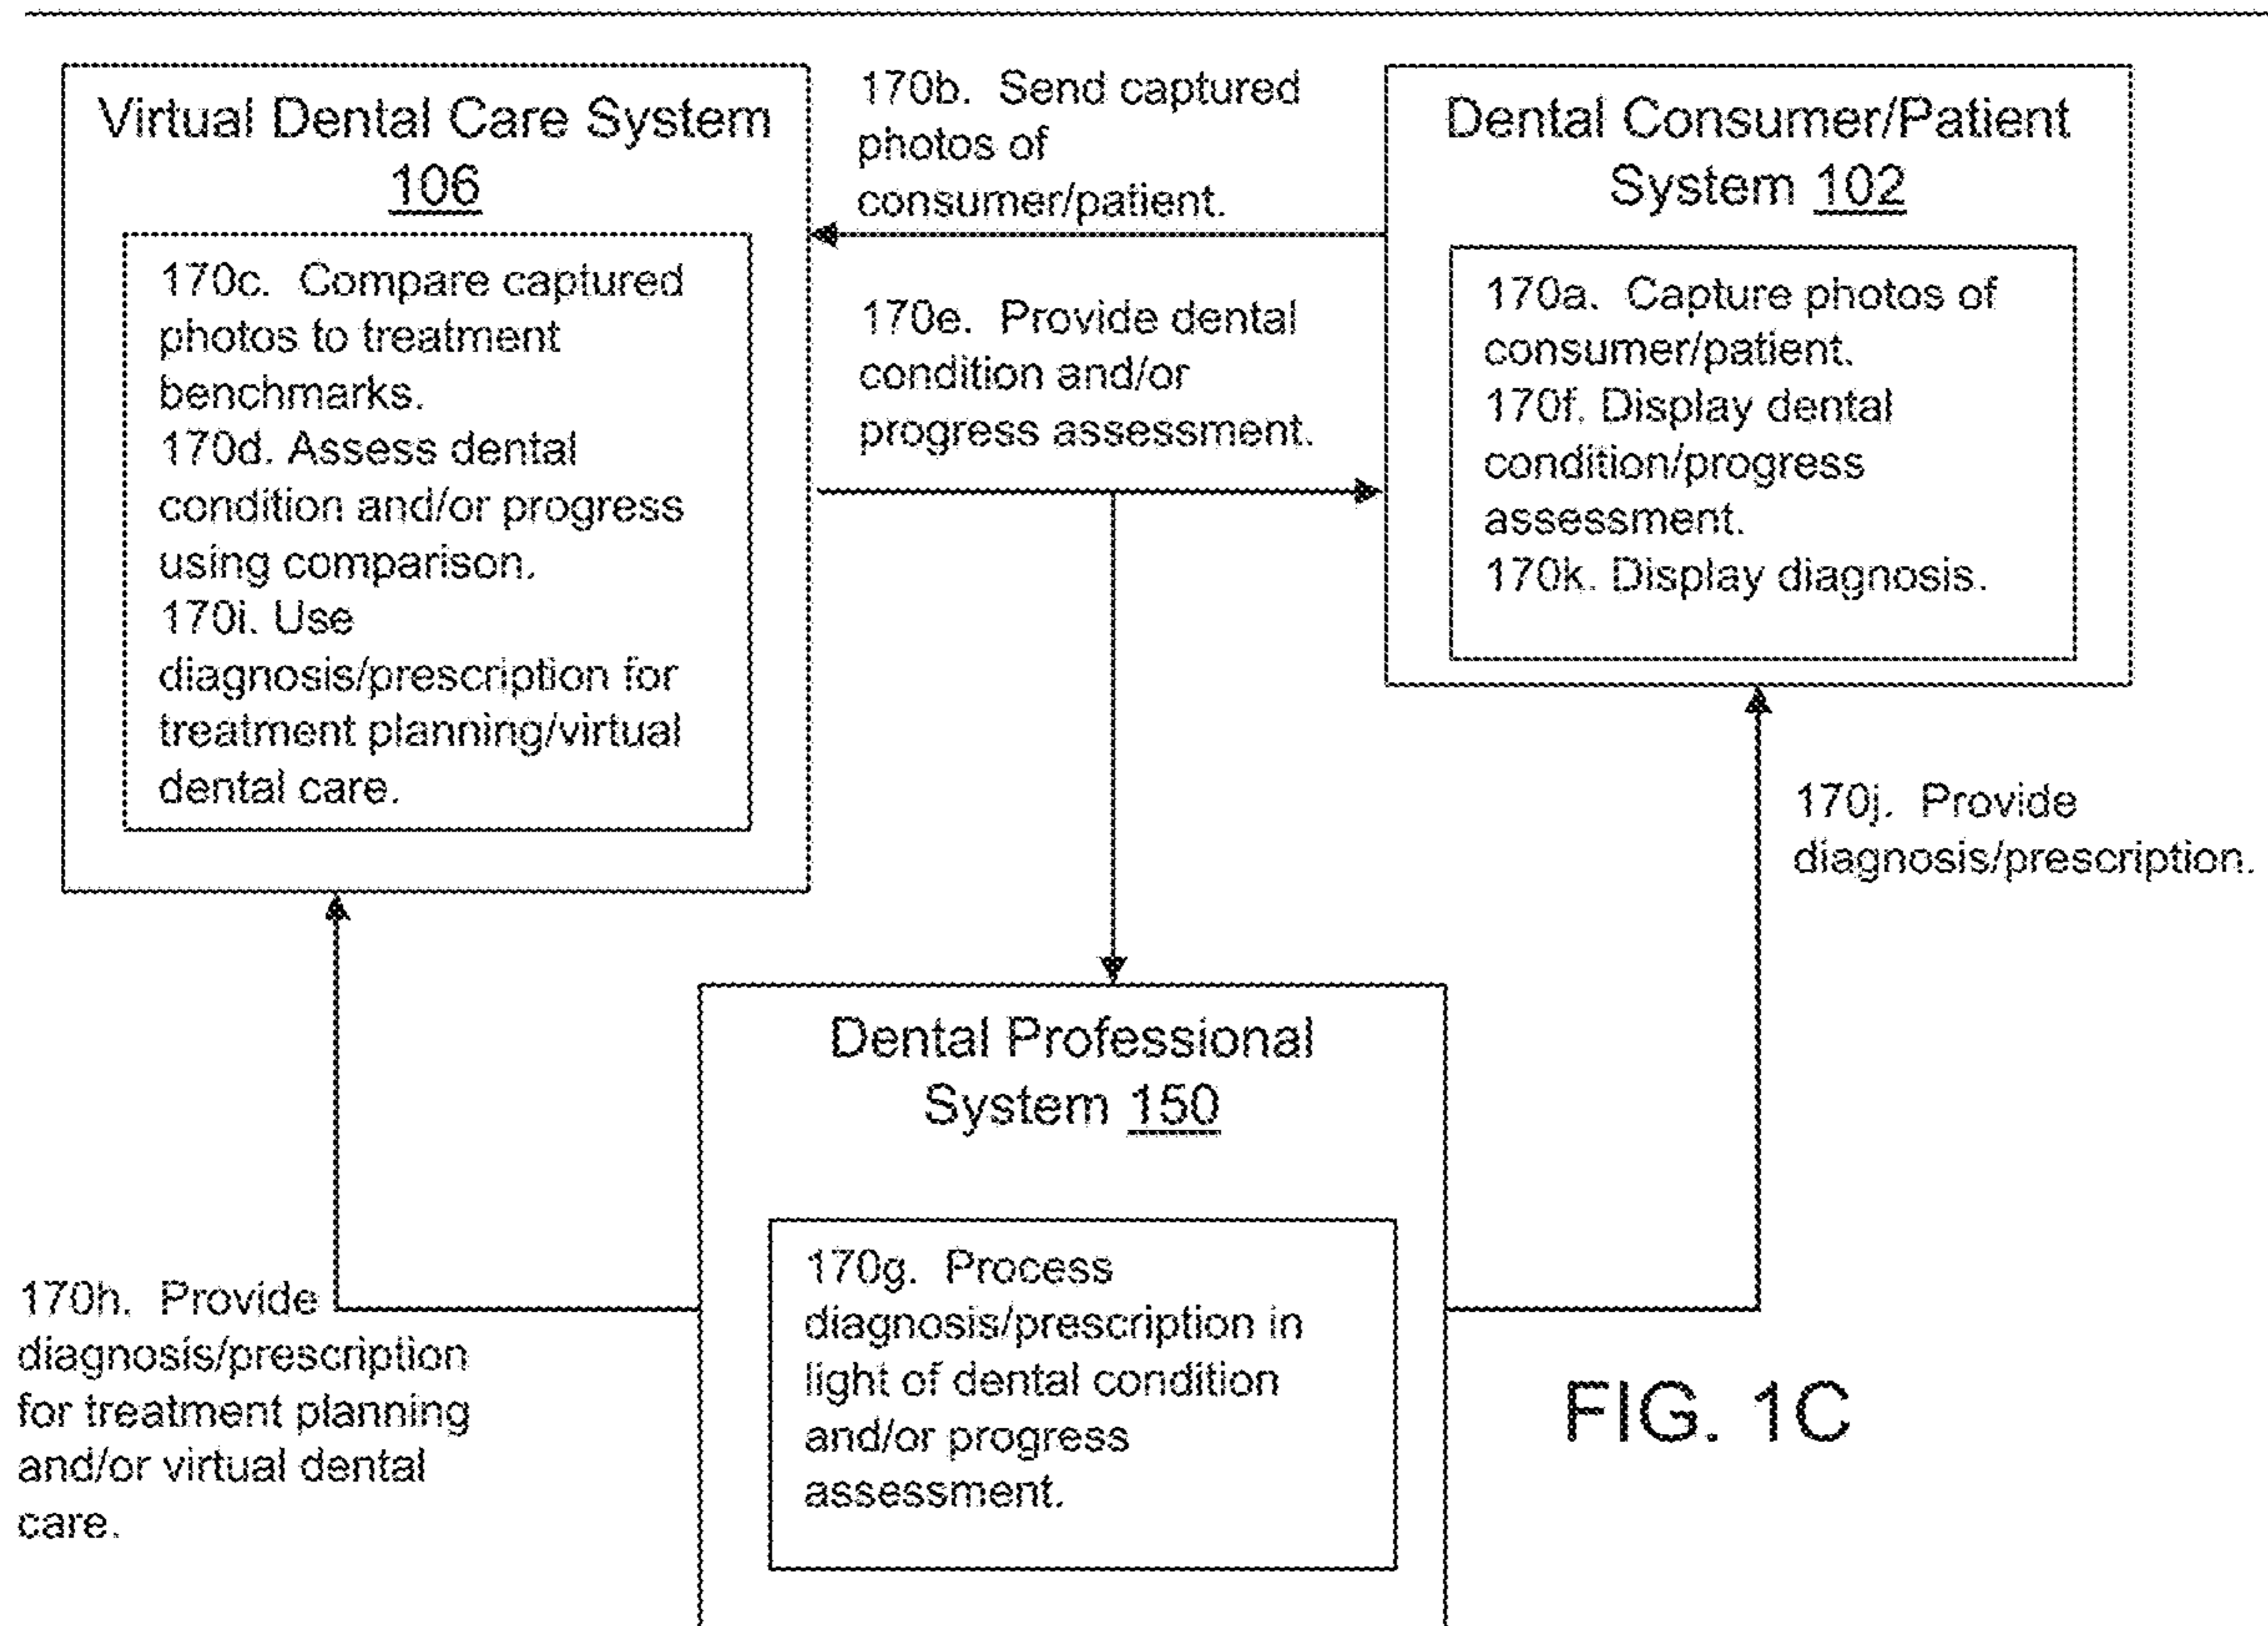 Virtual Dental Care System
106
170c. Compare captured
photos to treatment
benchmarks.
170d. Assess dental
condition and/or progress
using comparison.
170i. Use
diagnosis/prescription for
treatment planning/virtual
dental care.
170b. Send captured
photos of
consumer/patient.
170e. Provide dental
condition and/or
progress assessment.
Dental Consumer/Patient
System 102
170a. Capture photos of
consumer/patient.
170f. Display dental
condition/progress
assessment.
170k. Display diagnosis.
170j. Provide
diagnosis/prescription.
Dental Professional
System 150
170g. Process
diagnosis/prescription in
light of dental condition
and/or progress
assessment.
170h. Provide
diagnosis/prescription
for treatment planning
and/or virtual dental
care.
FIG. 1C